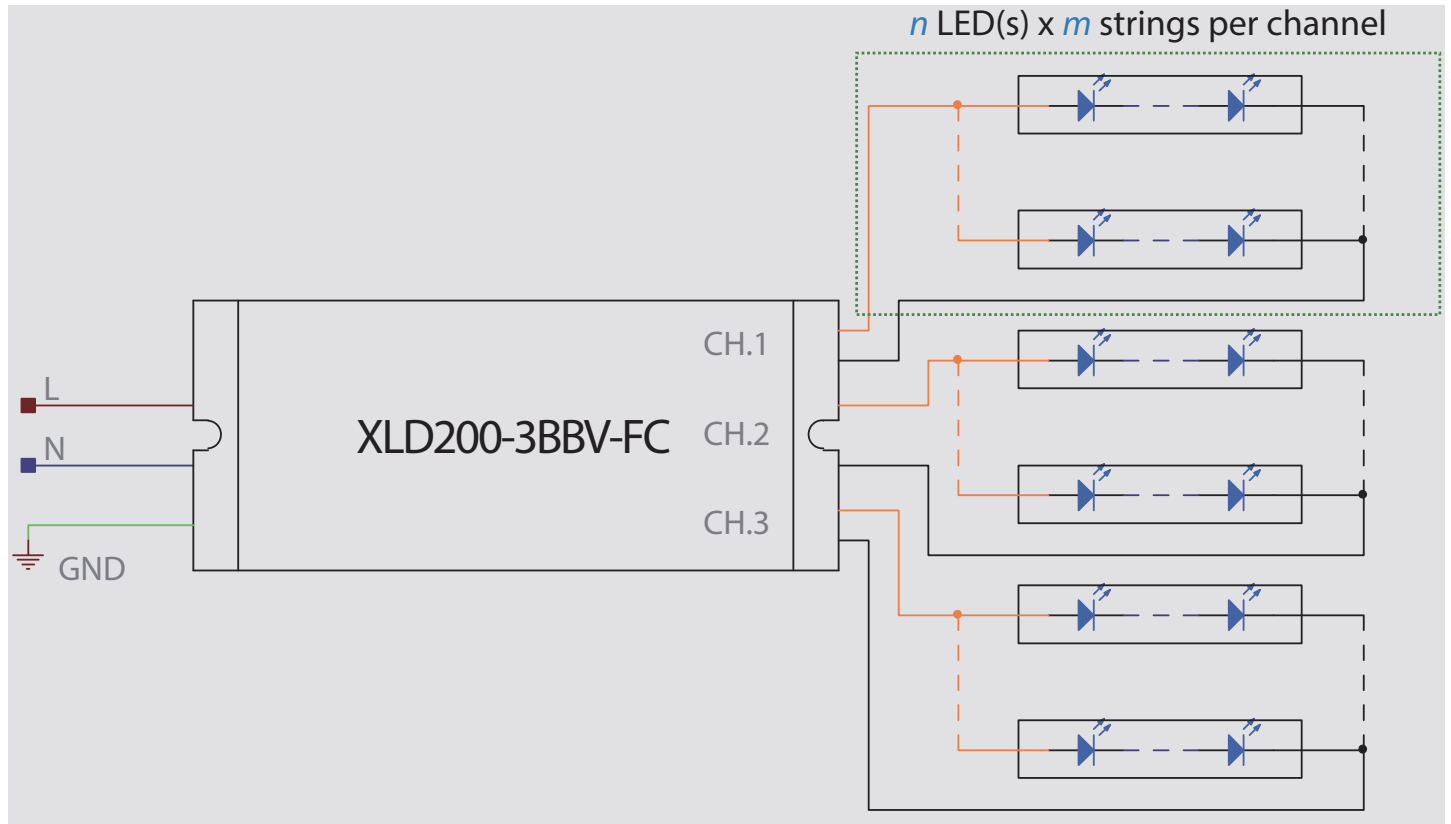 n LED(s) x m strings per channel
CH.1
L
XLD200-3BBV-FC
CH.2
N
CH.3
GND